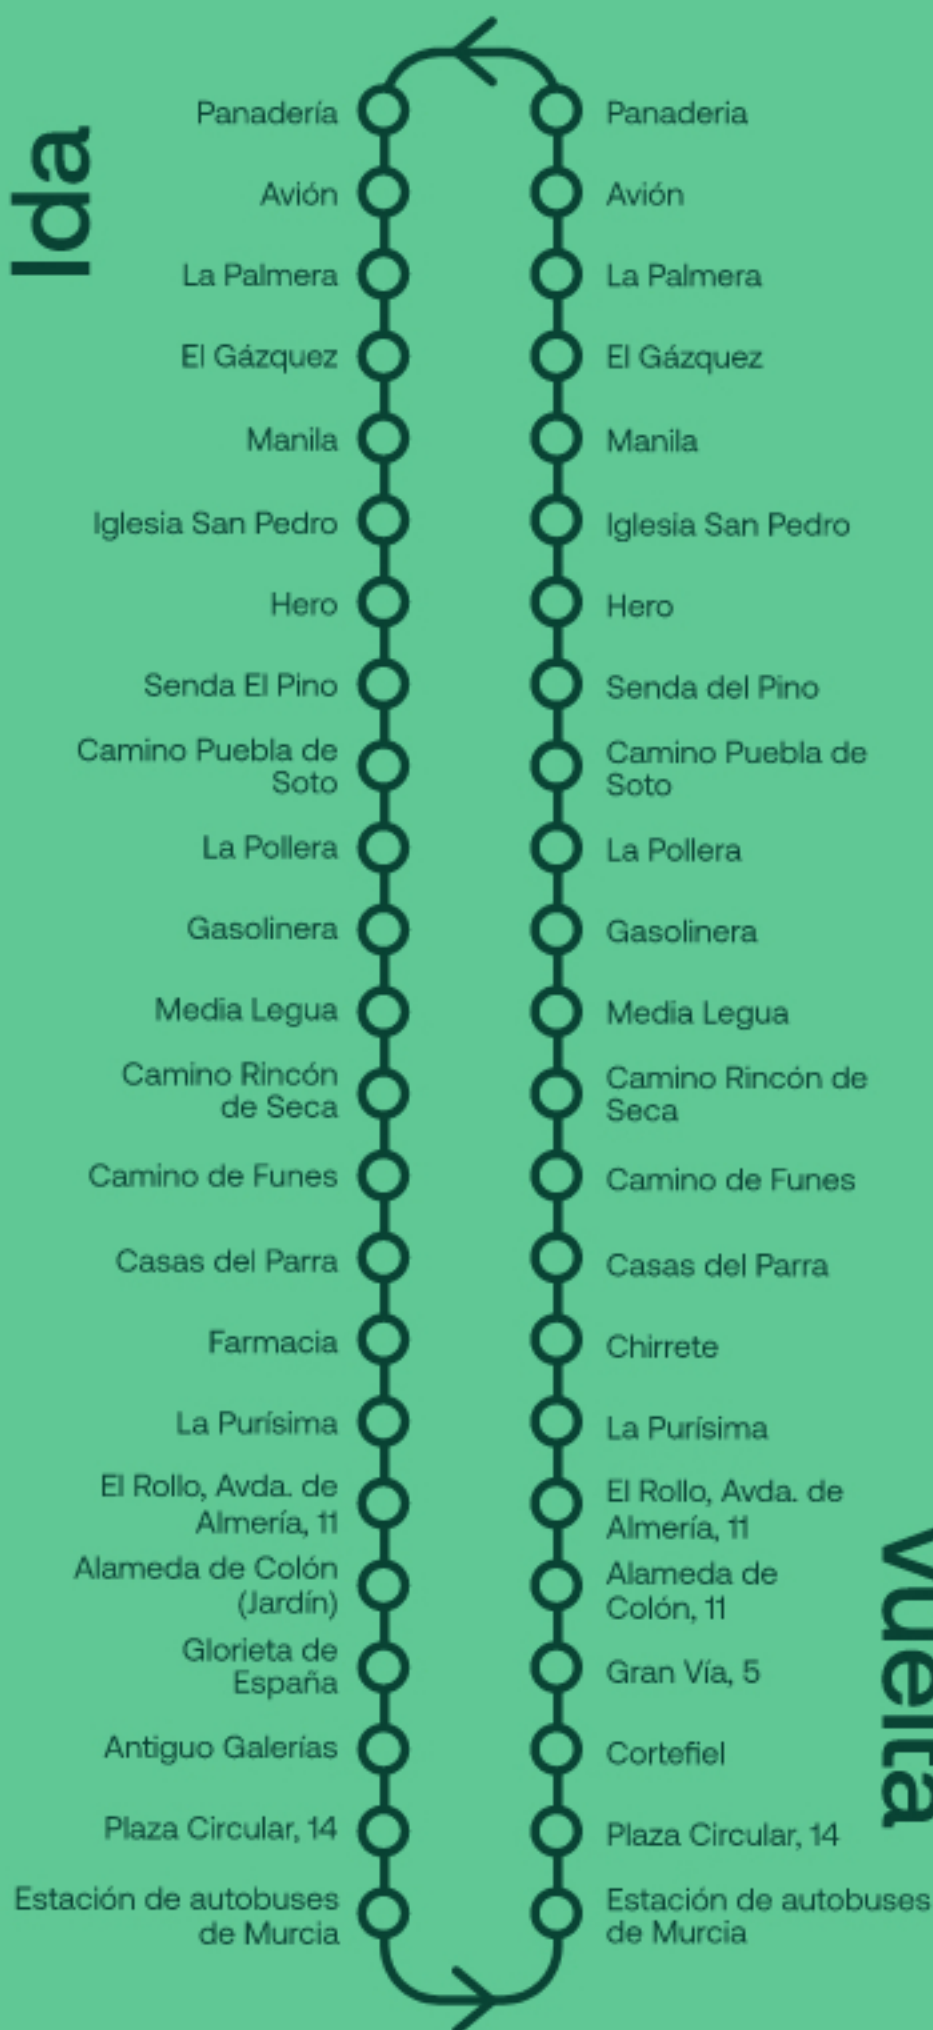 Ida
Panadería
Avión
La Palmera
El Gázquez
Manila
Iglesia San Pedro
Hero
Senda El Pino
Camino Puebla de
Soto
La Pollera
Gasolinera
Media Legua
Camino Rincón
de Seca
Camino de Funes
Casas del Parra
Farmacia
La Purísima
El Rollo, Avda. de
Almería, 11
Alameda de Colón
(Jardín)
Glorieta de
España
Antiguo Galerías
Plaza Circular, 14
Estación de autobuses
de Murcia
Panaderia
Avión
La Palmera
El Gázquez
Manila
Iglesia San Pedro
Hero
Senda del Pino
Camino Puebla de
Soto
La Pollera
Gasolinera
Media Legua
Camino Rincón de
Seca
Camino de Funes
Casas del Parra
Chirrete
La Purísima
El Rollo, Avda. de
Almería, 11
Alameda de
Colón, 11
Gran Vía, 5
Cortefiel
Plaza Circular, 14
Estación de autobuses
de Murcia
Vuelta